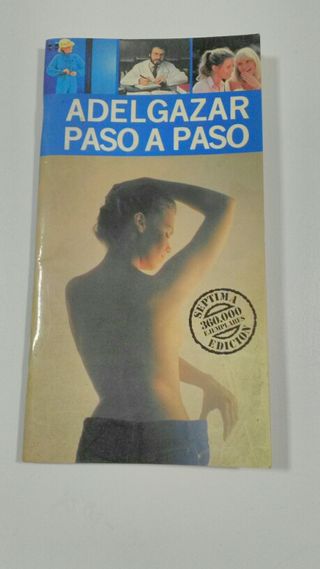 ADELGAZAR
PASO A PASO
SEPTIMA
360.000
EJEMPLARES
EDICION